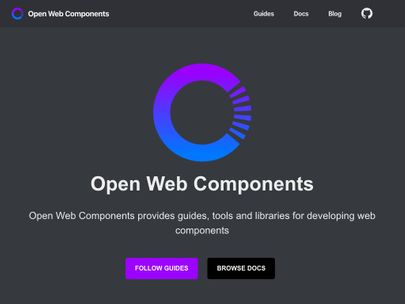 Open Web Components
Guides
Docs
Blog
Open Web Components
Open Web Components provides guides, tools and libraries for developing web
components
FOLLOW GUIDES
BROWSE DOCS